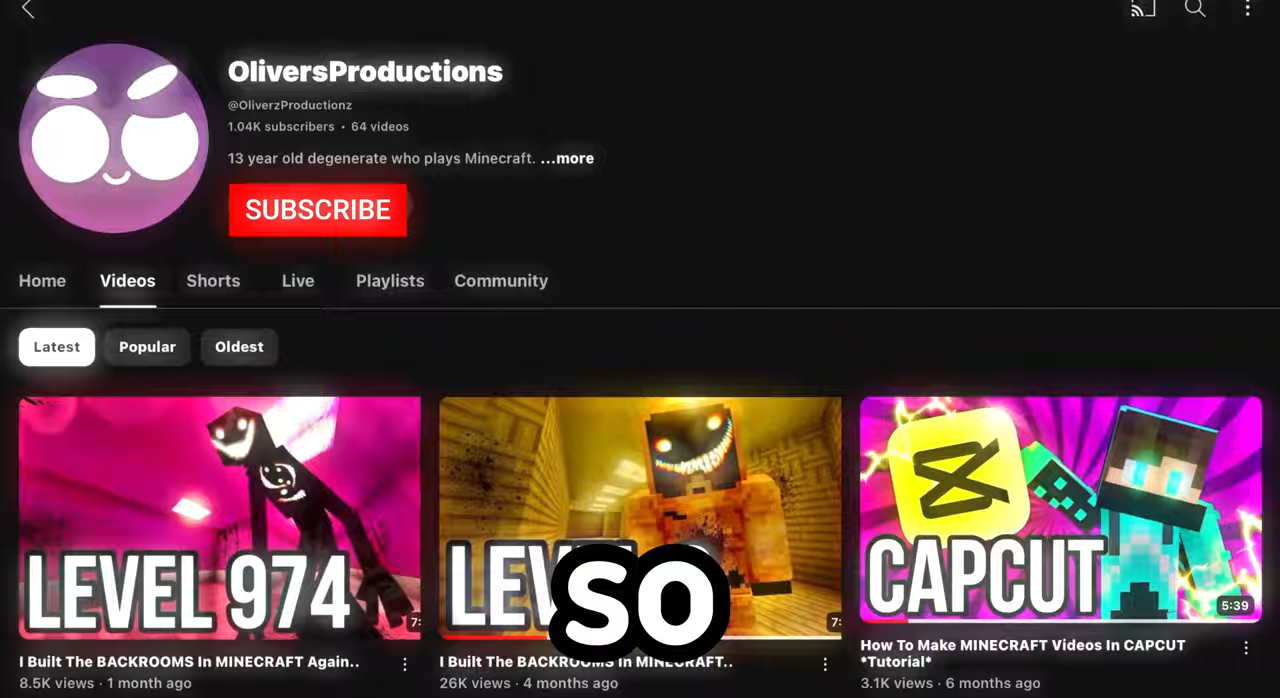 OliversProductions
@OliverzProductionz
1.04K subscribers • 64 videos
13 year old degenerate who plays Minecraft. ...more
SUBSCRIBE
Home Videos Shorts Live Playlists Community
Latest Popular Oldest
LEVEL 974
7:
LEV
7:
CAPCUT
5:39
SO
I Built The BACKROOMS In MINECRAFT Again..
8.5K views · 1 month ago
I Built The BACKROOMS In MINECRAFT..
26K views · 4 months ago
How To Make MINECRAFT Videos In CAPCUT
*Tutorial*
3.1K views · 6 months ago